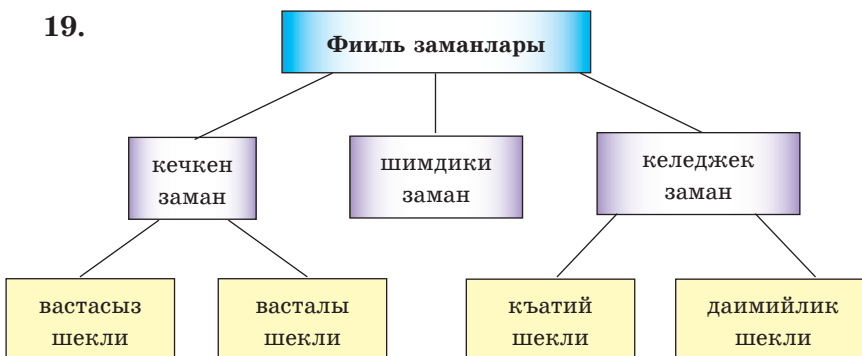 19.
Фииль заманлары
кечкен
заман
шимдики
заман
келеджек
заман
вастасыз
шекли
васталы
шекли
къатий
шекли
даимийлик
шекли